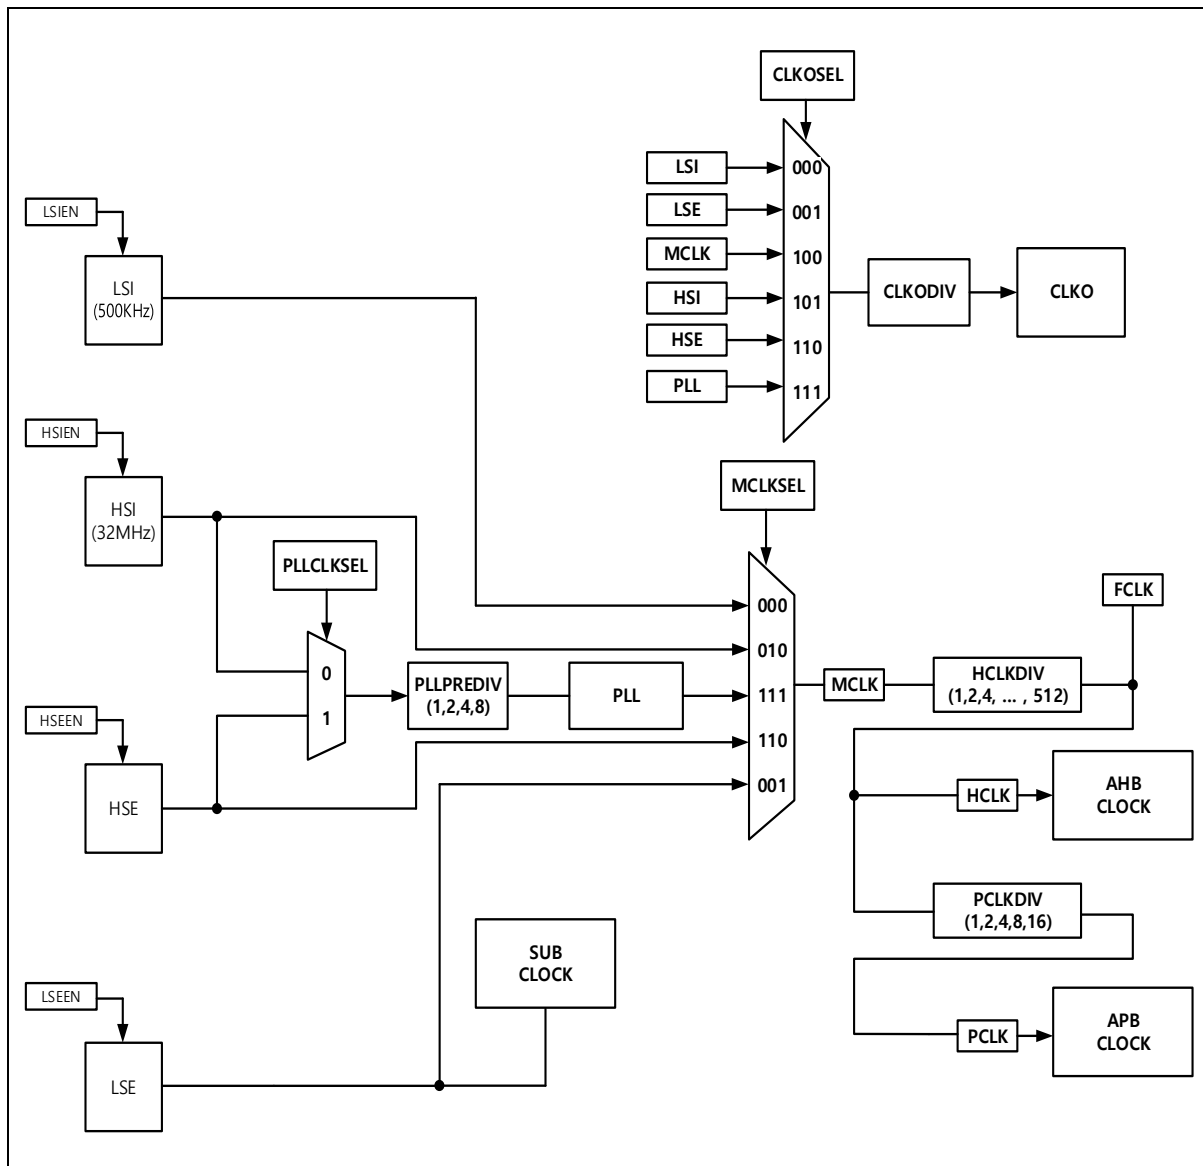 CLKOSEL
LSI
000
LSE
001
MCLK
100
HSI
101
HSE
110
PLL
111
CLKODIV
CLKO
LSIEN
LSI
(500KHz)
HSIEN
HSI
(32MHz)
PLLCLKSEL
0
1
PLLPREDIV
(1,2,4,8)
PLL
MCLKSEL
000
010
111
110
001
MCLK
HCLKDIV
(1,2,4, ... , 512)
FCLK
HSEEN
HSE
HCLK
AHB
CLOCK
PCLKDIV
(1,2,4,8,16)
SUB
CLOCK
LSEEN
LSE
PCLK
APB
CLOCK